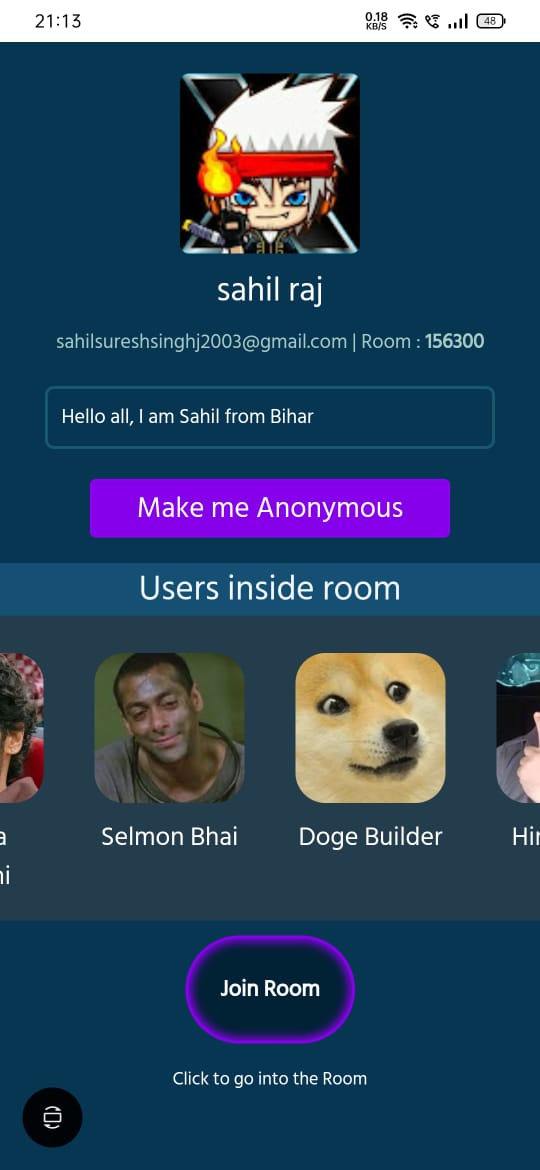 21:13
0.18
KB/S
48
sahil raj
sahilsureshsinghj2003@gmail.com | Room : 156300
Hello all, I am Sahil from Bihar
Make me Anonymous
Users inside room
a
Selmon Bhai
Doge Builder
Hi
ni
Join Room
Click to go into the Room